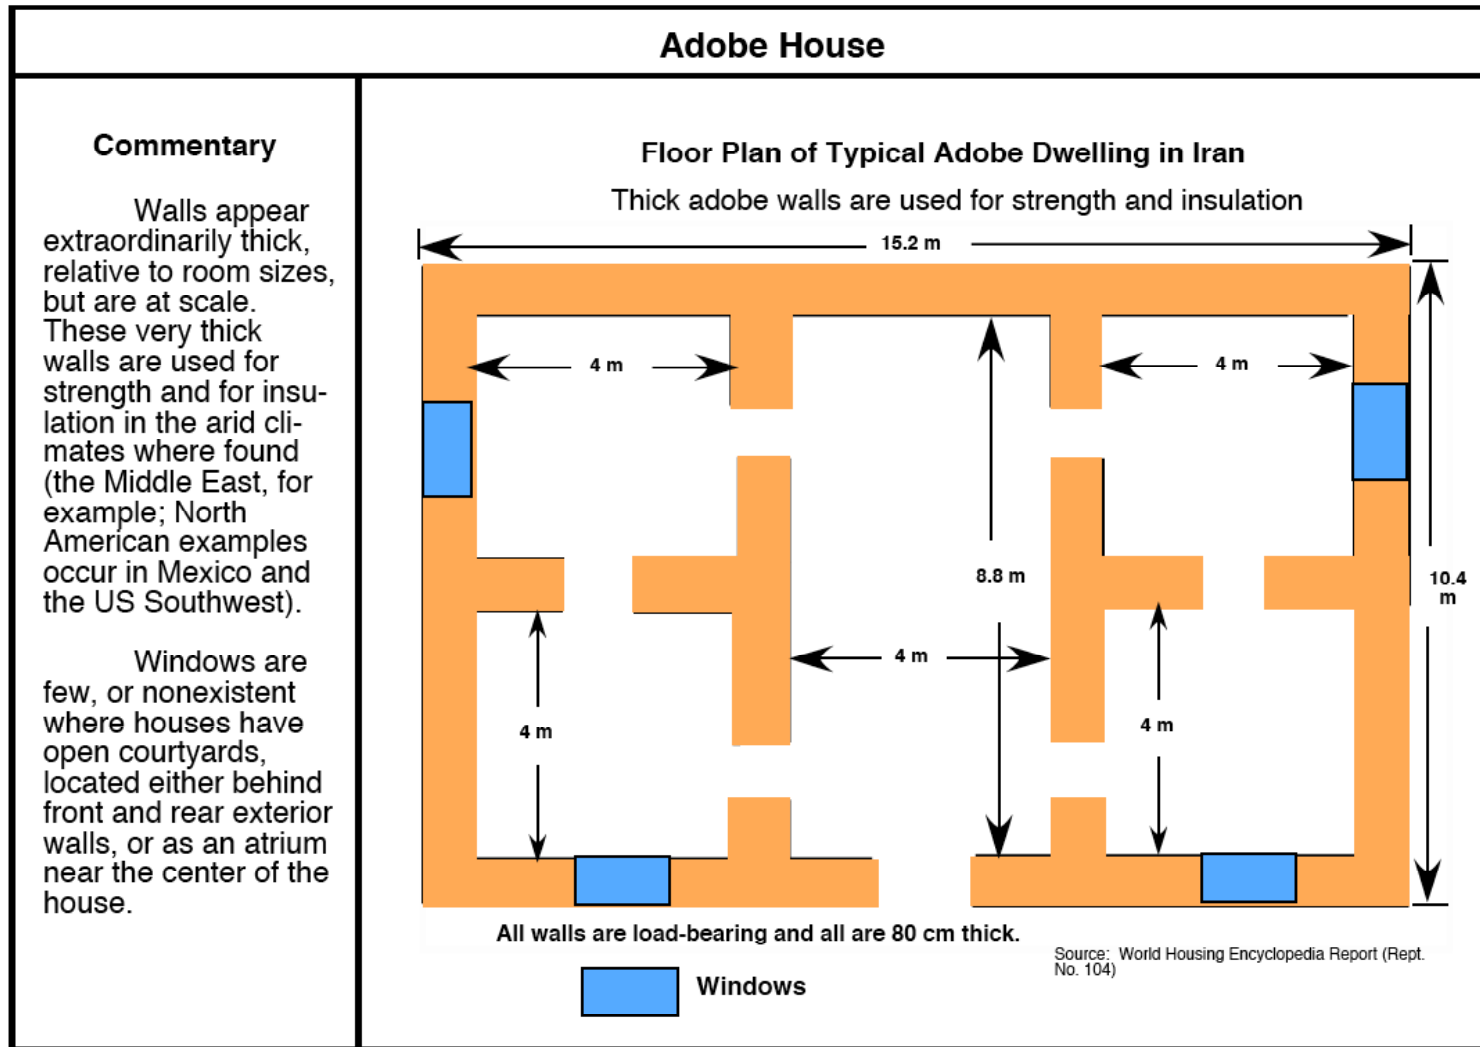 Adobe House
Commentary
Walls appear
extraordinarily thick,
relative to room sizes,
but are at scale.
These very thick
walls are used for
strength and for insu-
lation in the arid cli-
mates where found
(the Middle East, for
example; North
American examples
occur in Mexico and
the US Southwest).
Windows are
few, or nonexistent
where houses have
open courtyards,
located either behind
front and rear exterior
walls, or as an atrium
near the center of the
house.
Floor Plan of Typical Adobe Dwelling in Iran
Thick adobe walls are used for strength and insulation
15.2 m
4 m
4 m
8.8 m
10.4
m
4 m
4 m
4 m
All walls are load-bearing and all are 80 cm thick.
Source: World Housing Encyclopedia Report (Rept.
No. 104)
Windows